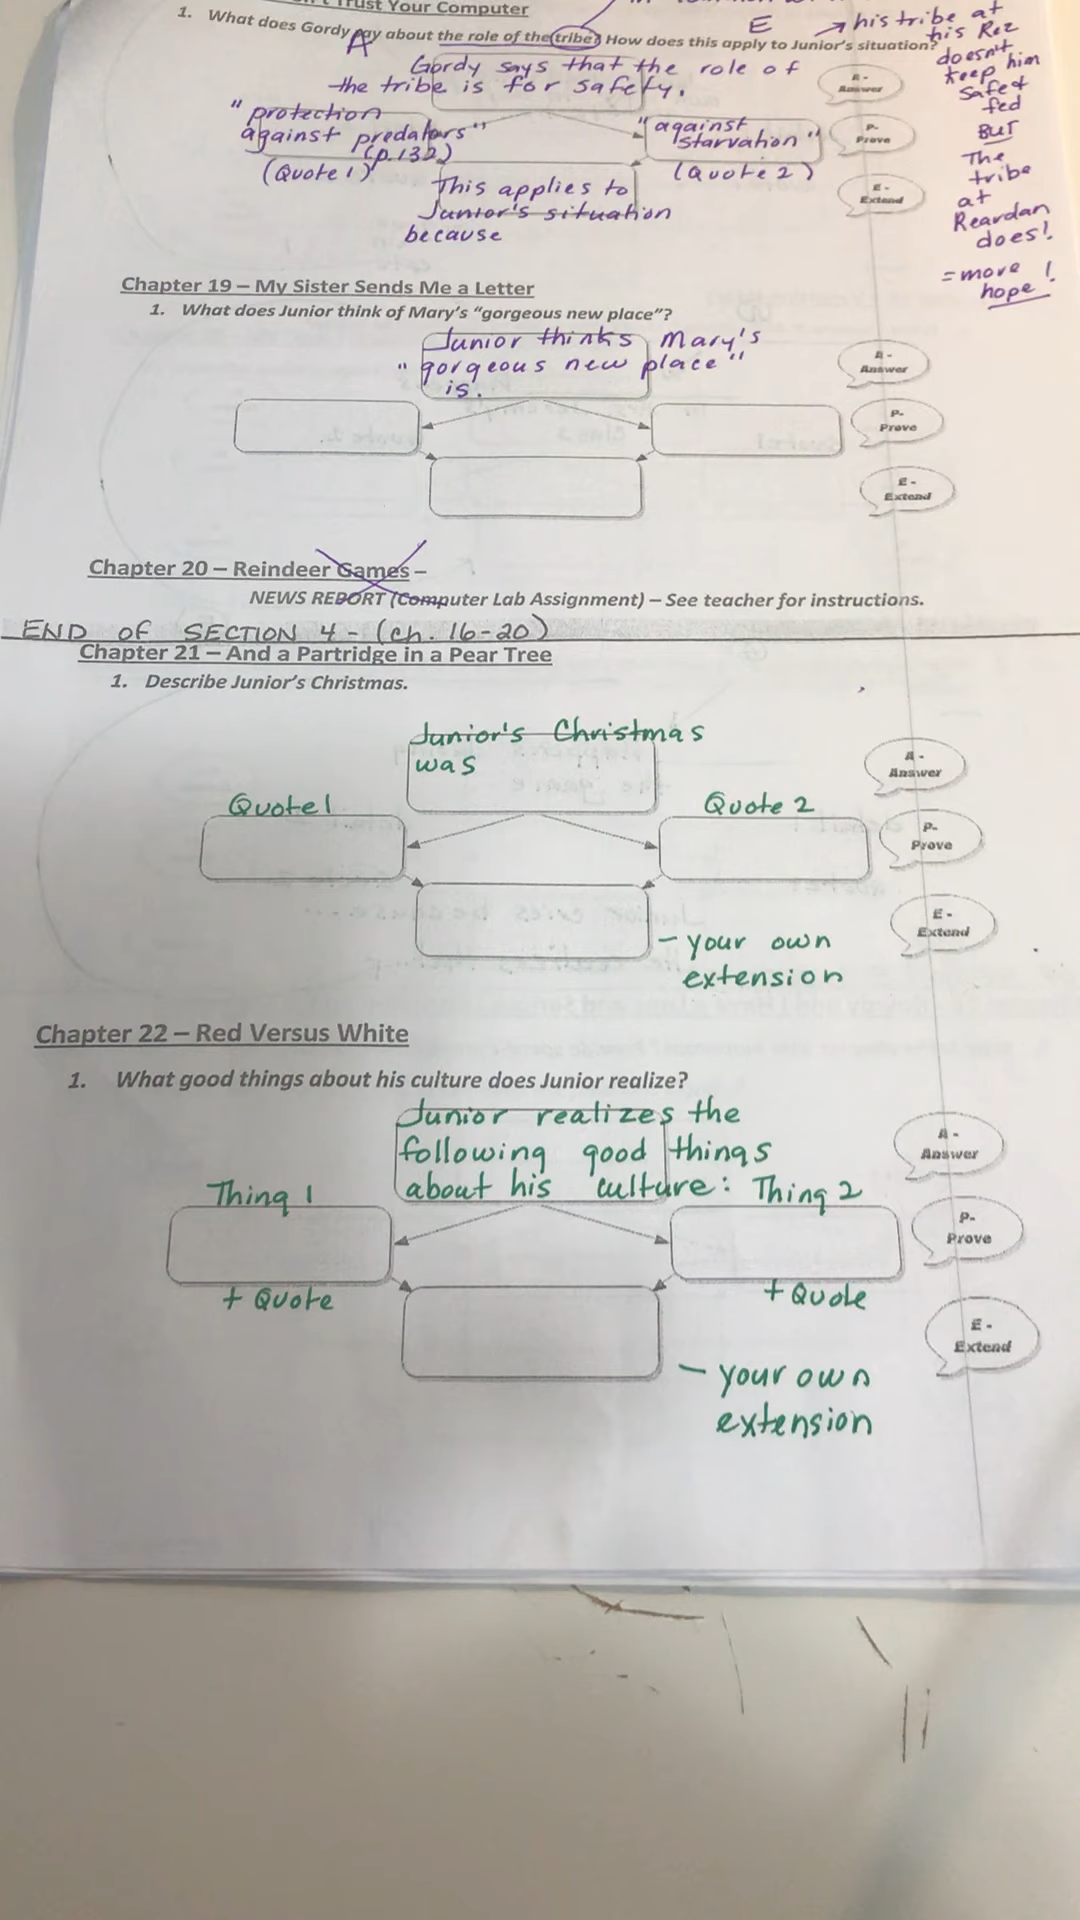 Trust Your Computer
1. What does Gordy say about the role of the tribe? How does this apply to Junior's situation?
A
E
his tribe at
his Rez
doesn't
keep him
safe +
fed
BUT
The
tribe
at
Reardan
does!
= more
hope!
Gordy says that the role of
the tribe is for safety.
A-
Answer
"protection
against predators"
(p.132)
(Quote 1)
"against
starvation"
(Quote 2)
P-
Prove
This applies to
Junior's situation
because
E-
Extend
Chapter 19 – My Sister Sends Me a Letter
1. What does Junior think of Mary's "gorgeous new place"?
Junior thinks Mary's
"gorgeous new place"
is.
A-
Answer
P-
Prove
E-
Extend
Chapter 20 – Reindeer Games –
NEWS REPORT (Computer Lab Assignment) – See teacher for instructions.
END OF SECTION 4 - (ch. 16-20)
Chapter 21 – And a Partridge in a Pear Tree
1. Describe Junior's Christmas.
Junior's Christmas
was
A-
Answer
Quote 1
Quote 2
P-
Prove
E-
Extend
- your own
extension
Chapter 22 – Red Versus White
1. What good things about his culture does Junior realize?
Junior realizes the
following good things
about his culture:
A-
Answer
Thing 1
Thing 2
P-
Prove
+ Quote
+ Quote
E-
Extend
- your own
extension